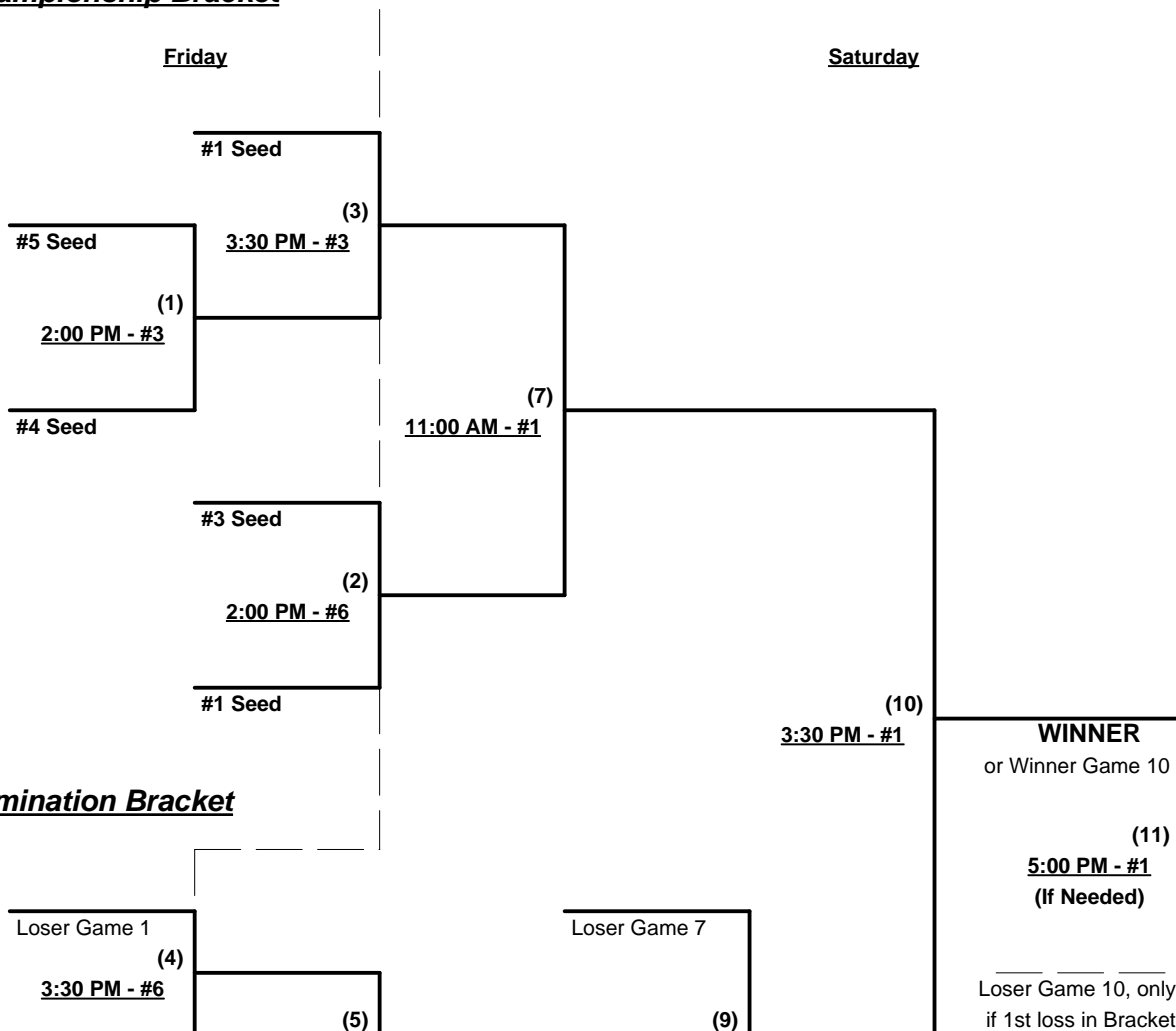 Friday
Saturday
#1 Seed
(3)
#5 Seed
3:30 PM - #3
(1)
2:00 PM - #3
(7)
#4 Seed
11:00 AM - #1
#3 Seed
(2)
2:00 PM - #6
#1 Seed
(10)
3:30 PM - #1
WINNER
or Winner Game 10
Bracket
(11)
5:00 PM - #1
(If Needed)
Loser Game 1
Loser Game 7
(4)
3:30 PM - #6
Loser Game 10, only
(5)
(9)
if 1st loss in Bracket